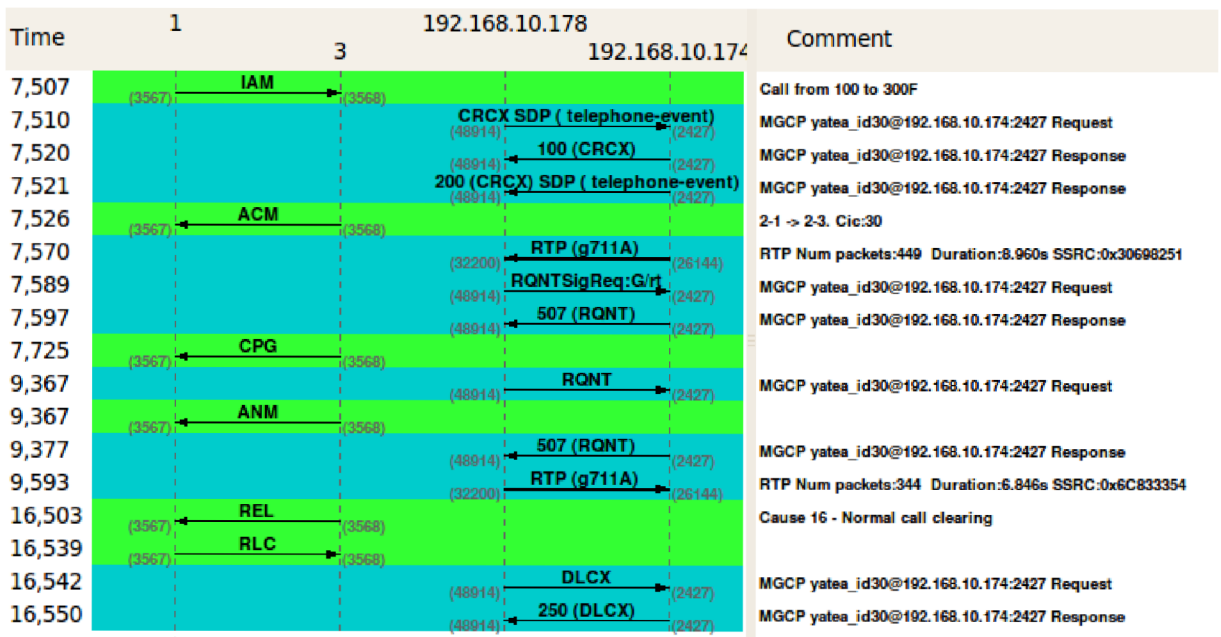 Time 1 192.168.10.178 Comment
3 192.168.10.174
7,507 IAM (3567) (3568) Call from 100 to 300F
7,510 CRCX SDP ( telephone-event) (48914) (2427) MGCP yatea_id30@192.168.10.174:2427 Request
7,520 100 (CRCX) (48914) (2427) MGCP yatea_id30@192.168.10.174:2427 Response
7,521 200 (CRCX) SDP ( telephone-event) (48914) (2427) MGCP yatea_id30@192.168.10.174:2427 Response
7,526 ACM (3567) (3568) 2-1 -> 2-3. Cic:30
7,570 RTP (g711A) (32200) (26144) RTP Num packets:449 Duration:8.960s SSRC:0x30698251
7,589 RQNTSigReq:G/rt (48914) (2427) MGCP yatea_id30@192.168.10.174:2427 Request
7,597 507 (RQNT) (48914) (2427) MGCP yatea_id30@192.168.10.174:2427 Response
7,725 CPG (3567) (3568)
9,367 RQNT (48914) (2427) MGCP yatea_id30@192.168.10.174:2427 Request
9,367 ANM (3567) (3568)
9,377 507 (RQNT) (48914) (2427) MGCP yatea_id30@192.168.10.174:2427 Response
9,593 RTP (g711A) (32200) (26144) RTP Num packets:344 Duration:6.846s SSRC:0x6C833354
16,503 REL (3567) (3568) Cause 16 - Normal call clearing
16,539 RLC (3567) (3568)
16,542 DLCX (48914) (2427) MGCP yatea_id30@192.168.10.174:2427 Request
16,550 250 (DLCX) (48914) (2427) MGCP yatea_id30@192.168.10.174:2427 Response